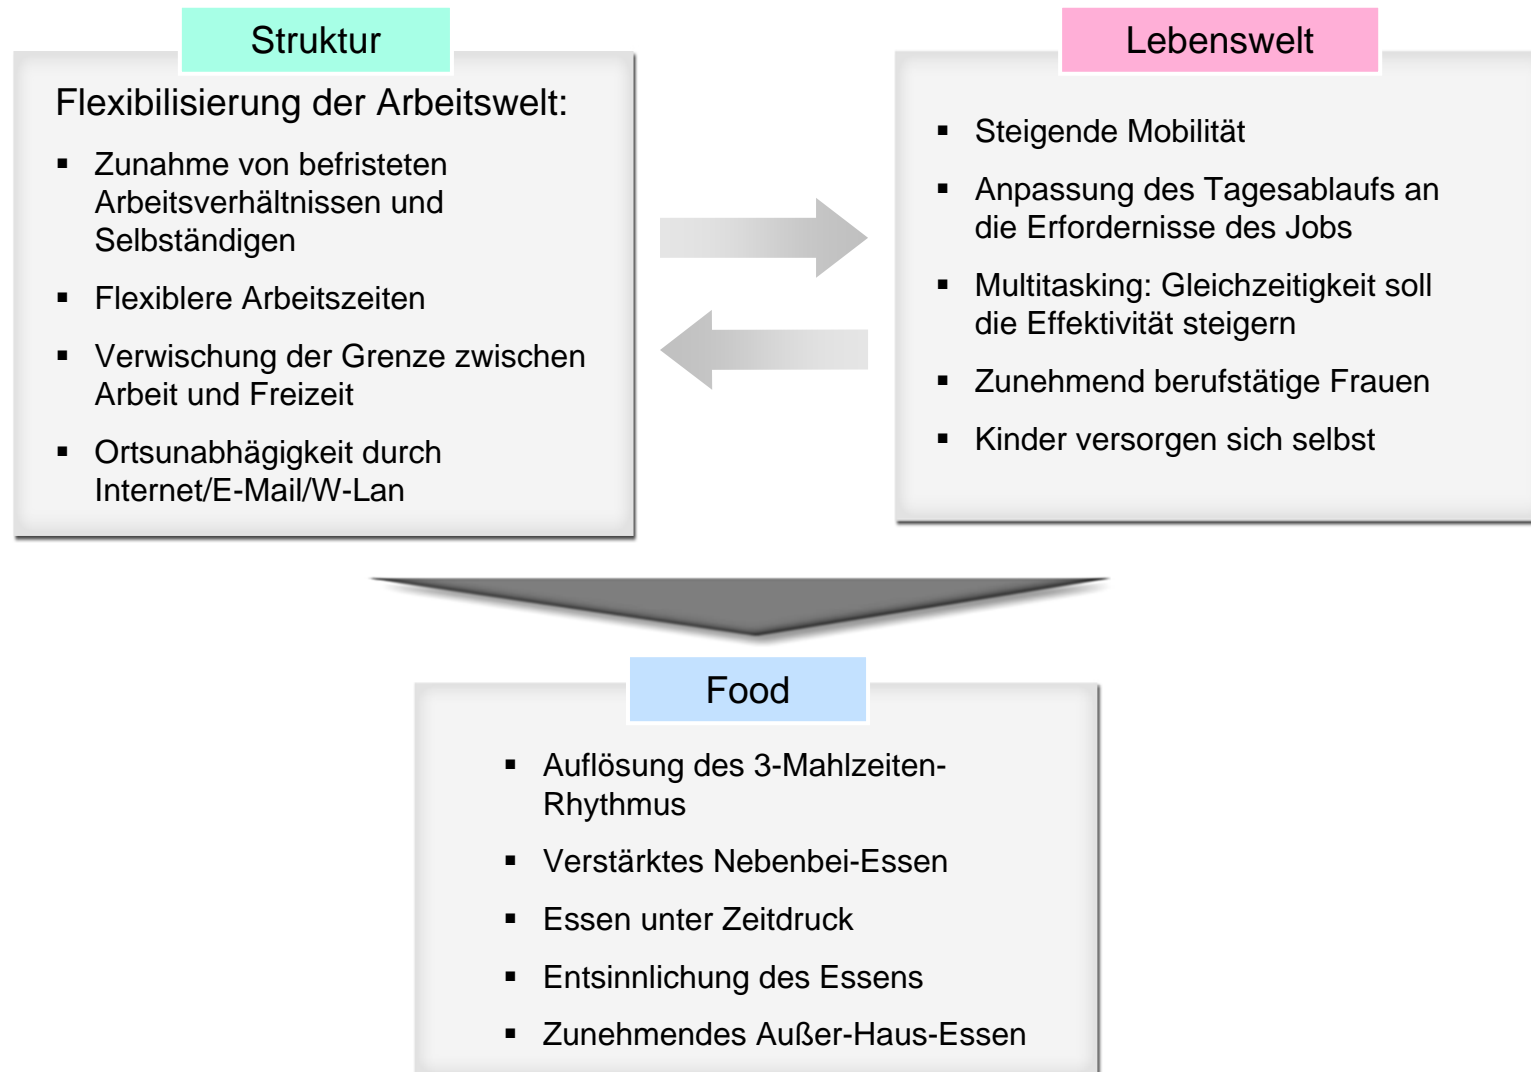 Struktur
Flexibilisierung der Arbeitswelt:
▪ Zunahme von befristeten
Arbeitsverhältnissen und
Selbständigen
▪ Flexiblere Arbeitszeiten
▪ Verwischung der Grenze zwischen
Arbeit und Freizeit
▪ Ortsunabhägigkeit durch
Internet/E-Mail/W-Lan
Lebenswelt
▪ Steigende Mobilität
▪ Anpassung des Tagesablaufs an
die Erfordernisse des Jobs
▪ Multitasking: Gleichzeitigkeit soll
die Effektivität steigern
▪ Zunehmend berufstätige Frauen
▪ Kinder versorgen sich selbst
Food
▪ Auflösung des 3-Mahlzeiten-
Rhythmus
▪ Verstärktes Nebenbei-Essen
▪ Essen unter Zeitdruck
▪ Entsinnlichung des Essens
▪ Zunehmendes Außer-Haus-Essen